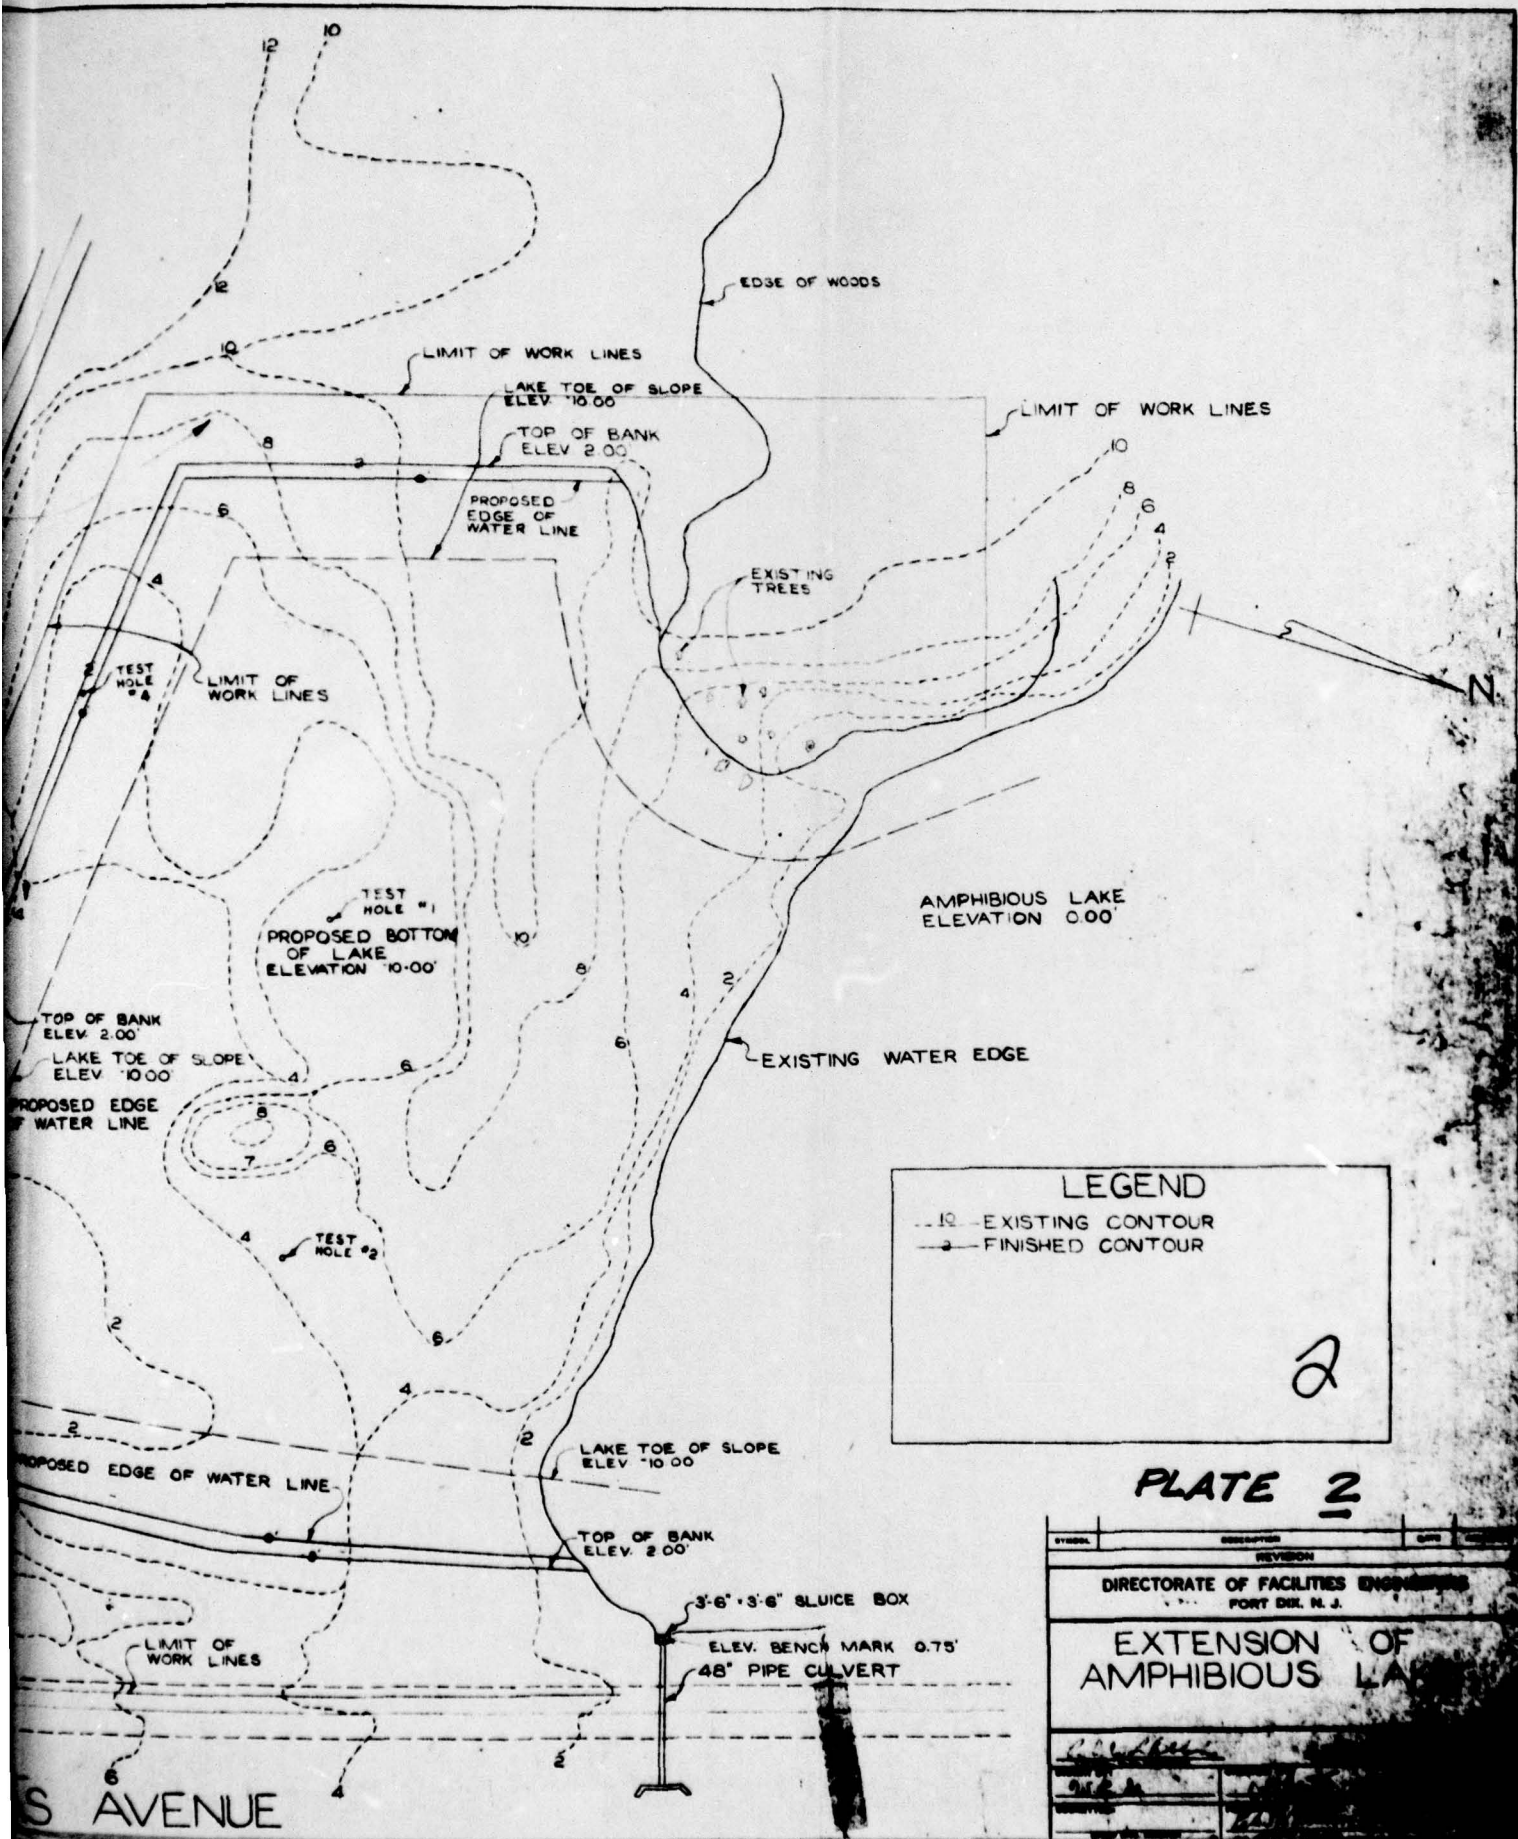 12
10
12
EDGE OF WOODS
10
LIMIT OF WORK LINES
LAKE TOE OF SLOPE
ELEV. -10.00'
LIMIT OF WORK LINES
TOP OF BANK
ELEV 2.00'
8
2
10
PROPOSED
EDGE OF
WATER LINE
8
6
6
4
2
4
EXISTING
TREES
2
TEST
HOLE
#4
LIMIT OF
WORK LINES
N
TEST
HOLE #1
AMPHIBIOUS LAKE
ELEVATION 0.00'
4
PROPOSED BOTTOM
OF LAKE
ELEVATION -10.00'
10
8
4
2
TOP OF BANK
ELEV. 2.00'
LAKE TOE OF SLOPE
ELEV. -10.00'
6
6
4
EXISTING WATER EDGE
PROPOSED EDGE
OF WATER LINE
8
7
6
LEGEND
10 EXISTING CONTOUR
2 FINISHED CONTOUR
4
TEST
HOLE #2
2
6
2
4
2
2
LAKE TOE OF SLOPE
ELEV. -10.00'
PROPOSED EDGE OF WATER LINE
PLATE 2
TOP OF BANK
ELEV. 2.00'
SYMBOL DESCRIPTION DATE
REVISION
DIRECTORATE OF FACILITIES ENGINEERING
FORT DIX, N. J.
3'-6" x 3'-6" SLUICE BOX
ELEV. BENCH MARK 0.75'
48" PIPE CULVERT
LIMIT OF
WORK LINES
EXTENSION OF
AMPHIBIOUS LAKE
6
4
2
S AVENUE